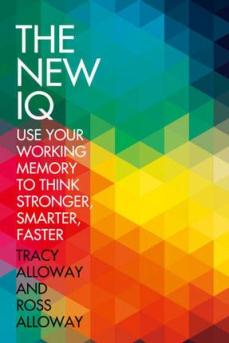 THE
NEW
IQ
USE YOUR
WORKING
MEMORY
TO THINK
STRONGER,
SMARTER,
FASTER
TRACY
ALLOWAY
AND
ROSS
ALLOWAY